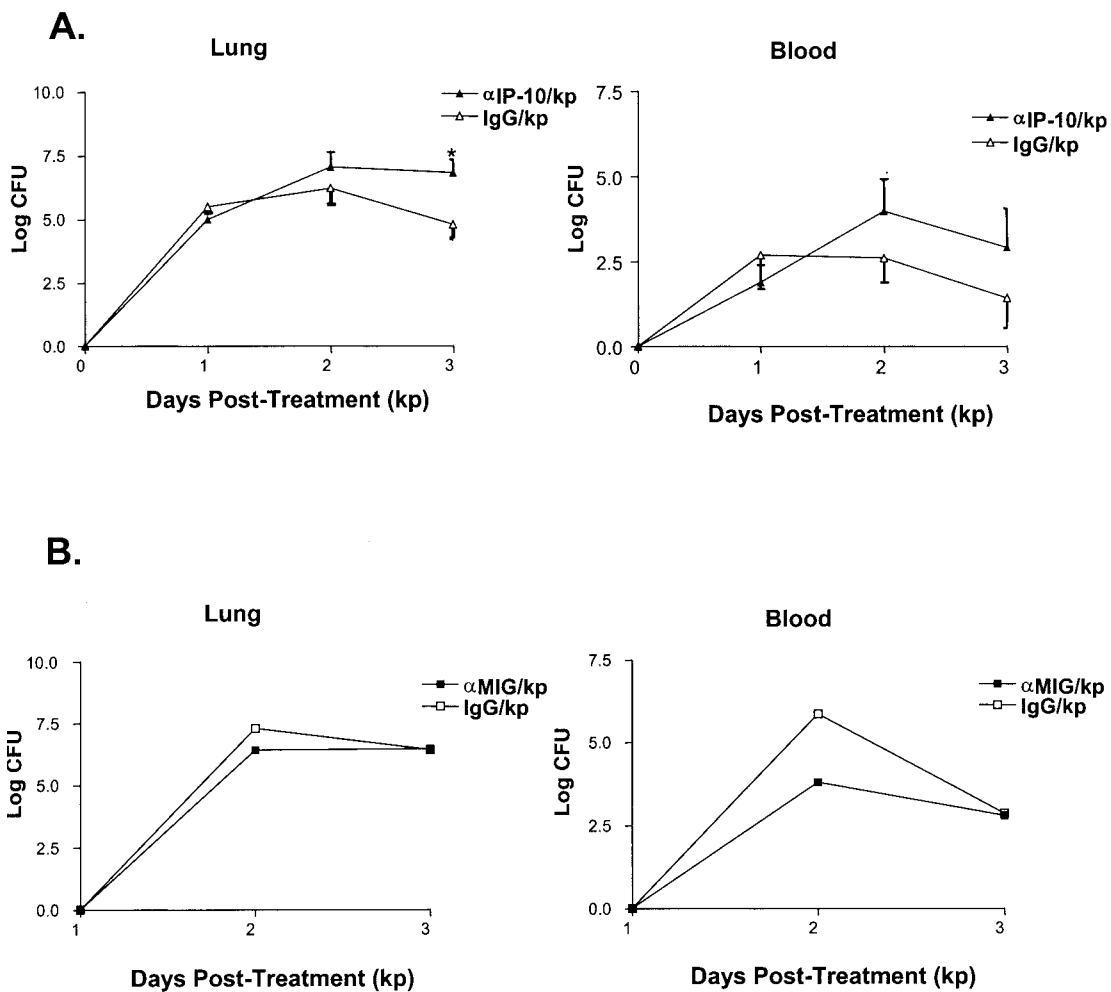 A.
Lung
Blood
10.0
7.5
5.0
2.5
0.0
Log CFU
αIP-10/kp
IgG/kp
*
0 1 2 3
Days Post-Treatment (kp)
7.5
5.0
2.5
0.0
Log CFU
αIP-10/kp
IgG/kp
0 1 2 3
Days Post-Treatment (kp)
B.
Lung
Blood
10.0
7.5
5.0
2.5
0.0
Log CFU
αMIG/kp
IgG/kp
1 2 3
Days Post-Treatment (kp)
7.5
5.0
2.5
0.0
Log CFU
αMIG/kp
IgG/kp
1 2 3
Days Post-Treatment (kp)